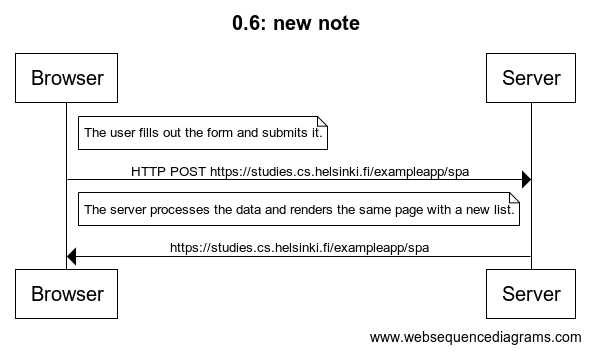 0.6: new note
Browser
Server
The user fills out the form and submits it.
HTTP POST https://studies.cs.helsinki.fi/exampleapp/spa
The server processes the data and renders the same page with a new list.
https://studies.cs.helsinki.fi/exampleapp/spa
Browser
Server
www.websequencediagrams.com